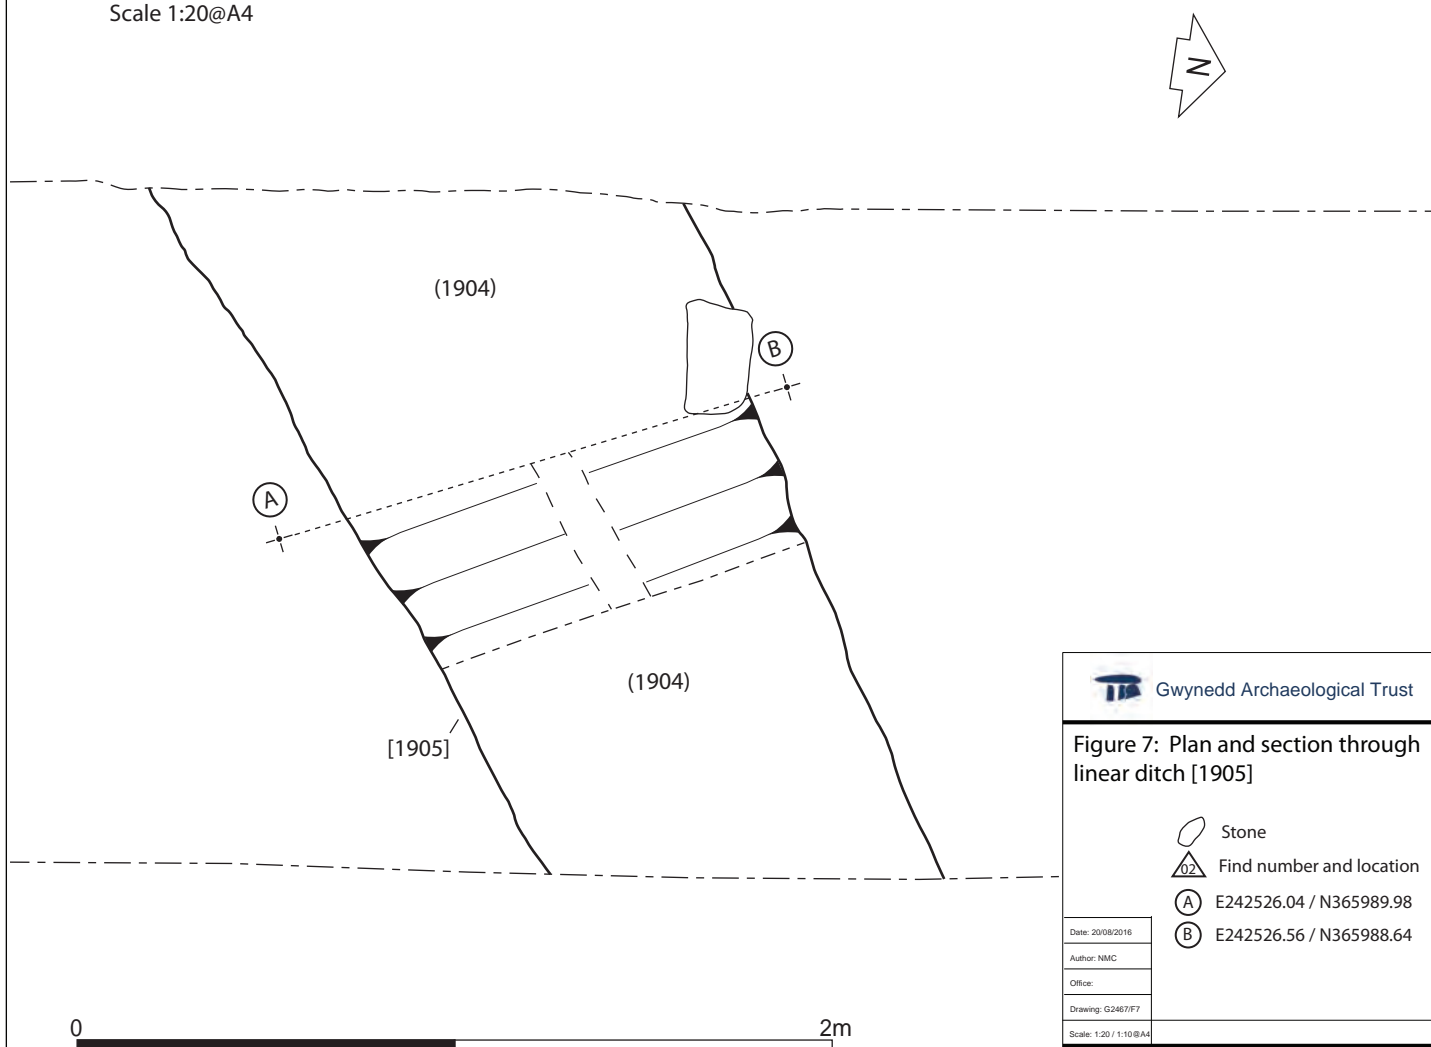 Scale 1:20@A4
N
(1904)
B
A
(1904)
[1905]
Gwynedd Archaeological Trust
Figure 7: Plan and section through
linear ditch [1905]
Stone
02 Find number and location
A E242526.04 / N365989.98
B E242526.56 / N365988.64
Date: 20/08/2016
Author: NMC
Office:
Drawing: G2467/F7
Scale: 1:20 / 1:10@A4
0 2m